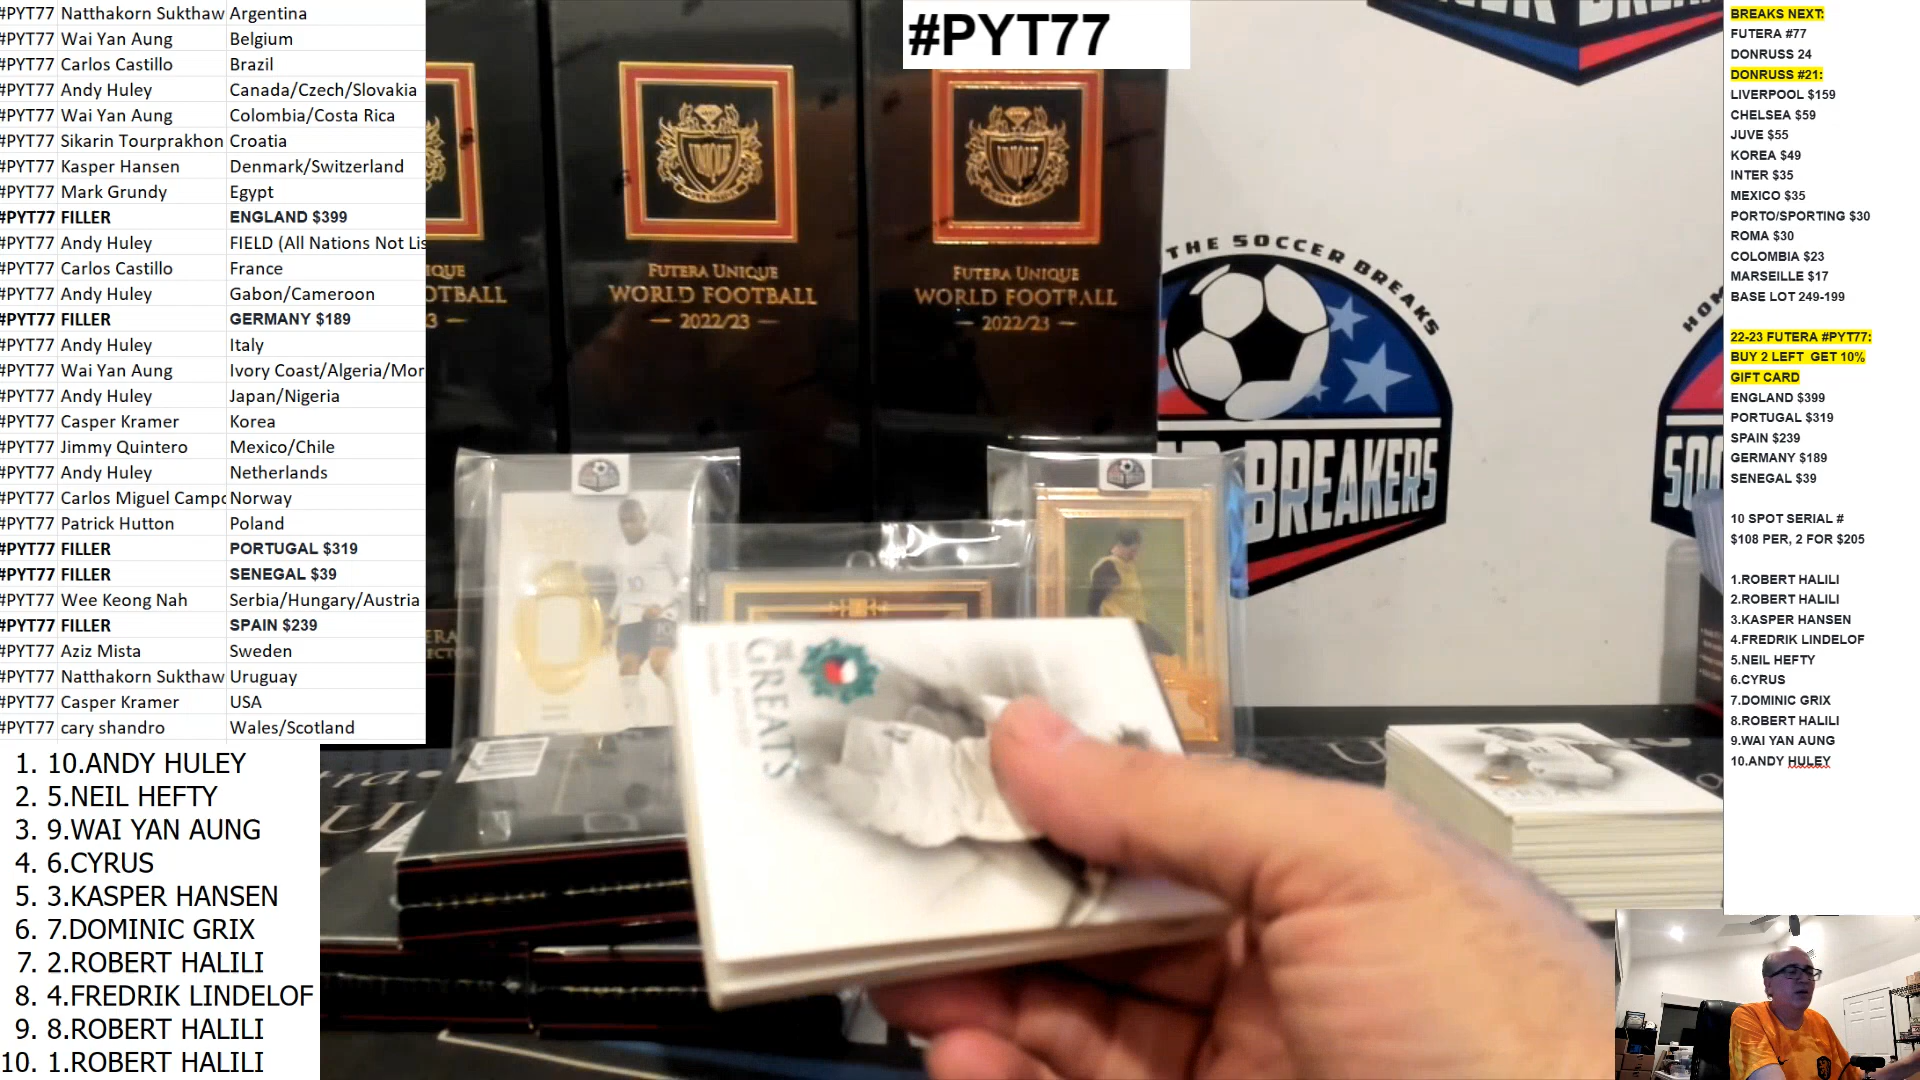 #PYT77 Natthakorn Sukthaw Argentina
#PYT77 Wai Yan Aung Belgium
#PYT77 Carlos Castillo Brazil
#PYT77 Andy Huley Canada/Czech/Slovakia
#PYT77 Wai Yan Aung Colombia/Costa Rica
#PYT77 Sikarin Tourprakhon Croatia
#PYT77 Kasper Hansen Denmark/Switzerland
#PYT77 Mark Grundy Egypt
#PYT77 FILLER ENGLAND $399
#PYT77 Andy Huley FIELD (All Nations Not Lis
#PYT77 Carlos Castillo France
#PYT77 Andy Huley Gabon/Cameroon
#PYT77 FILLER GERMANY $189
#PYT77 Andy Huley Italy
#PYT77 Wai Yan Aung Ivory Coast/Algeria/Mor
#PYT77 Andy Huley Japan/Nigeria
#PYT77 Casper Kramer Korea
#PYT77 Jimmy Quintero Mexico/Chile
#PYT77 Andy Huley Netherlands
#PYT77 Carlos Miguel Campo Norway
#PYT77 Patrick Hutton Poland
#PYT77 FILLER PORTUGAL $319
#PYT77 FILLER SENEGAL $39
#PYT77 Wee Keong Nah Serbia/Hungary/Austria
#PYT77 FILLER SPAIN $239
#PYT77 Aziz Mista Sweden
#PYT77 Natthakorn Sukthaw Uruguay
#PYT77 Casper Kramer USA
#PYT77 cary shandro Wales/Scotland
1. 10.ANDY HULEY
2. 5.NEIL HEFTY
3. 9.WAI YAN AUNG
4. 6.CYRUS
5. 3.KASPER HANSEN
6. 7.DOMINIC GRIX
7. 2.ROBERT HALILI
8. 4.FREDRIK LINDELOF
9. 8.ROBERT HALILI
10. 1.ROBERT HALILI
#PYT77
UNIQUE
FUTERA UNIQUE
WORLD FOOTBALL
2022/23
FUTERA UNIQUE
WORLD FOOTBALL
2022/23
THE SOCCER BREAKS
BREAKERS
GREATS
BREAKS NEXT:
FUTERA #77
DONRUSS 24
DONRUSS #21:
LIVERPOOL $159
CHELSEA $59
JUVE $55
KOREA $49
INTER $35
MEXICO $35
PORTO/SPORTING $30
ROMA $30
COLOMBIA $23
MARSEILLE $17
BASE LOT 249-199
22-23 FUTERA #PYT77:
BUY 2 LEFT GET 10%
GIFT CARD
ENGLAND $399
PORTUGAL $319
SPAIN $239
GERMANY $189
SENEGAL $39
10 SPOT SERIAL #
$108 PER, 2 FOR $205
1.ROBERT HALILI
2.ROBERT HALILI
3.KASPER HANSEN
4.FREDRIK LINDELOF
5.NEIL HEFTY
6.CYRUS
7.DOMINIC GRIX
8.ROBERT HALILI
9.WAI YAN AUNG
10.ANDY HULEY